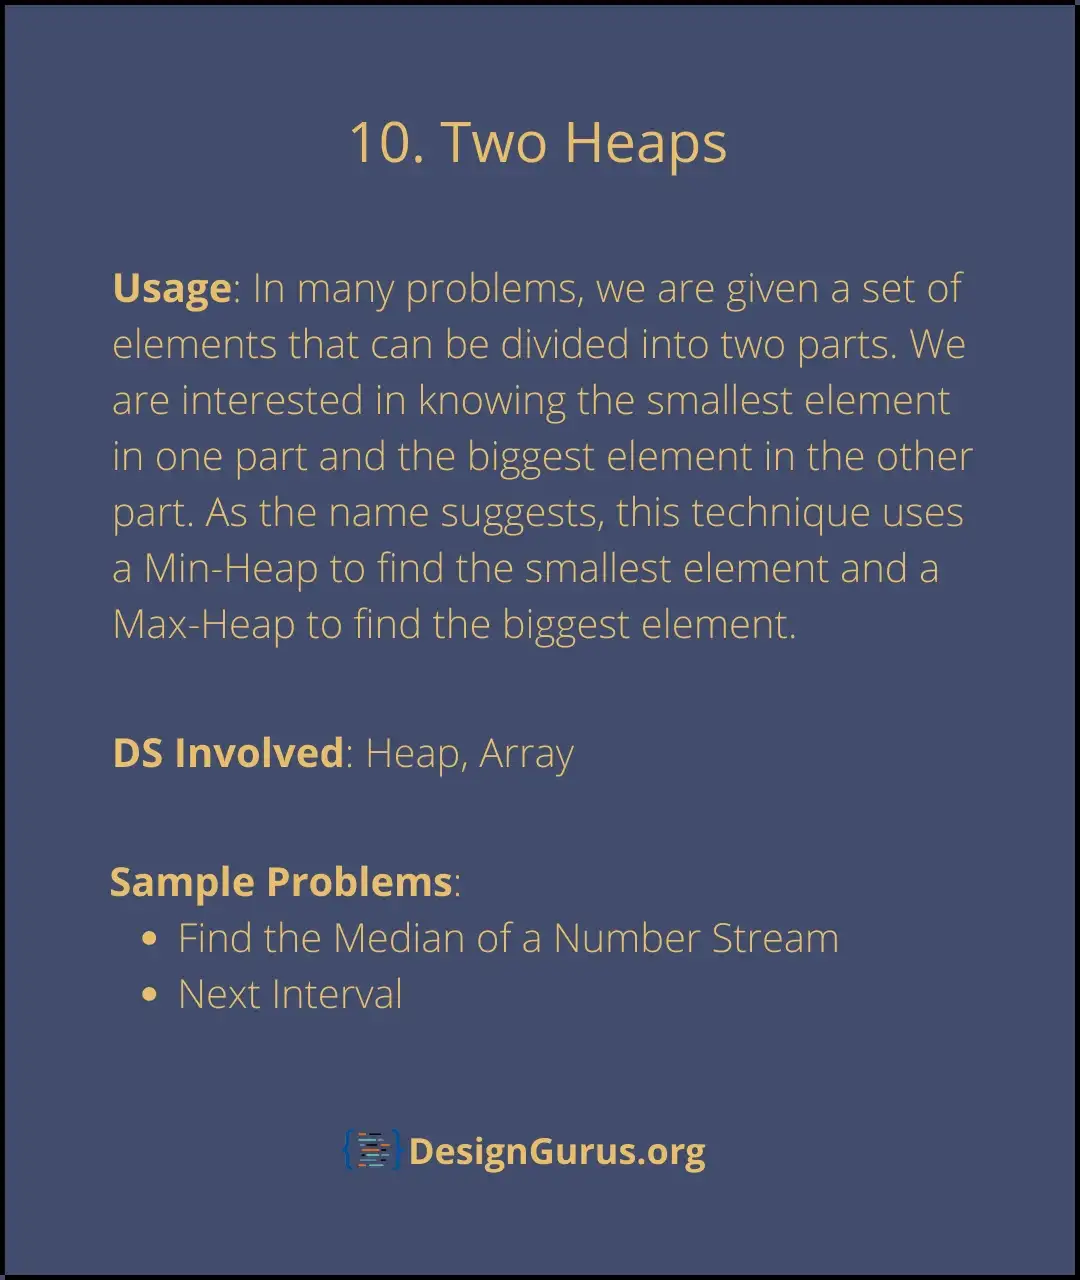 10. Two Heaps
Usage: In many problems, we are given a set of
elements that can be divided into two parts. We
are interested in knowing the smallest element
in one part and the biggest element in the other
part. As the name suggests, this technique uses
a Min-Heap to find the smallest element and a
Max-Heap to find the biggest element.
DS Involved: Heap, Array
Sample Problems:
• Find the Median of a Number Stream
• Next Interval
DesignGurus.org